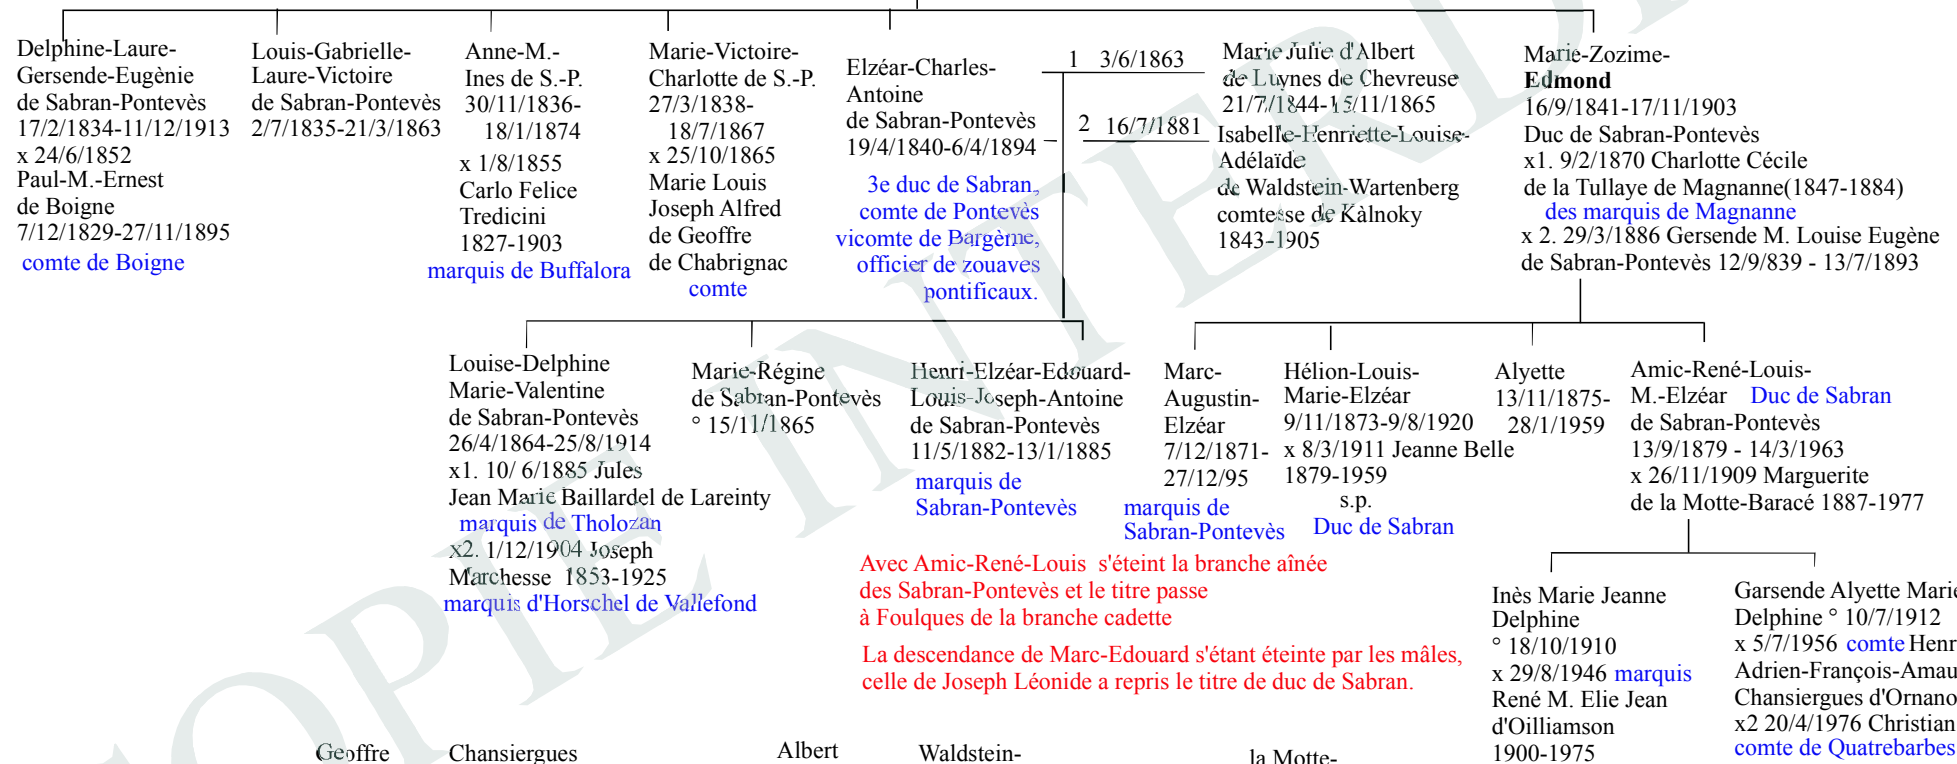 Delphine-Laure-
Gersende-Eugènie
de Sabran-Pontevès
17/2/1834-11/12/1913
x 24/6/1852
Paul-M.-Ernest
de Boigne
7/12/1829-27/11/1895
comte de Boigne
Louis-Gabrielle-
Laure-Victoire
de Sabran-Pontevès
2/7/1835-21/3/1863
Anne-M.-
Ines de S.-P.
30/11/1836-
18/1/1874
x 1/8/1855
Carlo Felice
Tredicini
1827-1903
marquis de Buffalora
Marie-Victoire-
Charlotte de S.-P.
27/3/1838-
18/7/1867
x 25/10/1865
Marie Louis
Joseph Alfred
de Geoffre
de Chabrignac
comte
Elzéar-Charles-
Antoine
de Sabran-Pontevès
19/4/1840-6/4/1894
3e duc de Sabran,
comte de Pontevès
vicomte de Bargème,
officier de zouaves
pontificaux.
1 3/6/1863
2 16/7/1881
Marie Julie d'Albert
de Luynes de Chevreuse
21/7/1844-15/11/1865
Isabelle-Henriette-Louise-
Adélaïde
de Waldstein-Wartenberg
comtesse de Kàlnoky
1843-1905
Marie-Zozime-
Edmond
16/9/1841-17/11/1903
Duc de Sabran-Pontevès
x1. 9/2/1870 Charlotte Cécile
de la Tullaye de Magnanne(1847-1884)
des marquis de Magnanne
x 2. 29/3/1886 Gersende M. Louise Eugène
de Sabran-Pontevès 12/9/839 - 13/7/1893
Louise-Delphine
Marie-Valentine
de Sabran-Pontevès
26/4/1864-25/8/1914
x1. 10/ 6/1885 Jules
Jean Marie Baillardel de Lareinty
marquis de Tholozan
x2. 1/12/1904 Joseph
Marchesse 1853-1925
marquis d'Horschel de Vallefond
Marie-Régine
de Sabran-Pontevès
° 15/11/1865
Henri-Elzéar-Edouard-
Louis-Joseph-Antoine
de Sabran-Pontevès
11/5/1882-13/1/1885
marquis de
Sabran-Pontevès
Marc-
Augustin-
Elzéar
7/12/1871-
27/12/95
marquis de
Sabran-Pontevès
Hélion-Louis-
Marie-Elzéar
9/11/1873-9/8/1920
x 8/3/1911 Jeanne Belle
1879-1959
s.p.
Duc de Sabran
Alyette
13/11/1875-
28/1/1959
Amic-René-Louis-
M.-Elzéar Duc de Sabran
de Sabran-Pontevès
13/9/1879 - 14/3/1963
x 26/11/1909 Marguerite
de la Motte-Baracé 1887-1977
Avec Amic-René-Louis s'éteint la branche aînée
des Sabran-Pontevès et le titre passe
à Foulques de la branche cadette
La descendance de Marc-Edouard s'étant éteinte par les mâles,
celle de Joseph Léonide a repris le titre de duc de Sabran.
Inès Marie Jeanne
Delphine
° 18/10/1910
x 29/8/1946 marquis
René M. Elie Jean
d'Oilliamson
1900-1975
Garsende Alyette Marie
Delphine ° 10/7/1912
x 5/7/1956 comte Henr
Adrien-François-Amau
Chansiergues d'Ornano
x2 20/4/1976 Christian
comte de Quatrebarbes
Geoffre
Chansiergues
Albert
Waldstein-
la Motte-
COPIE INTERD